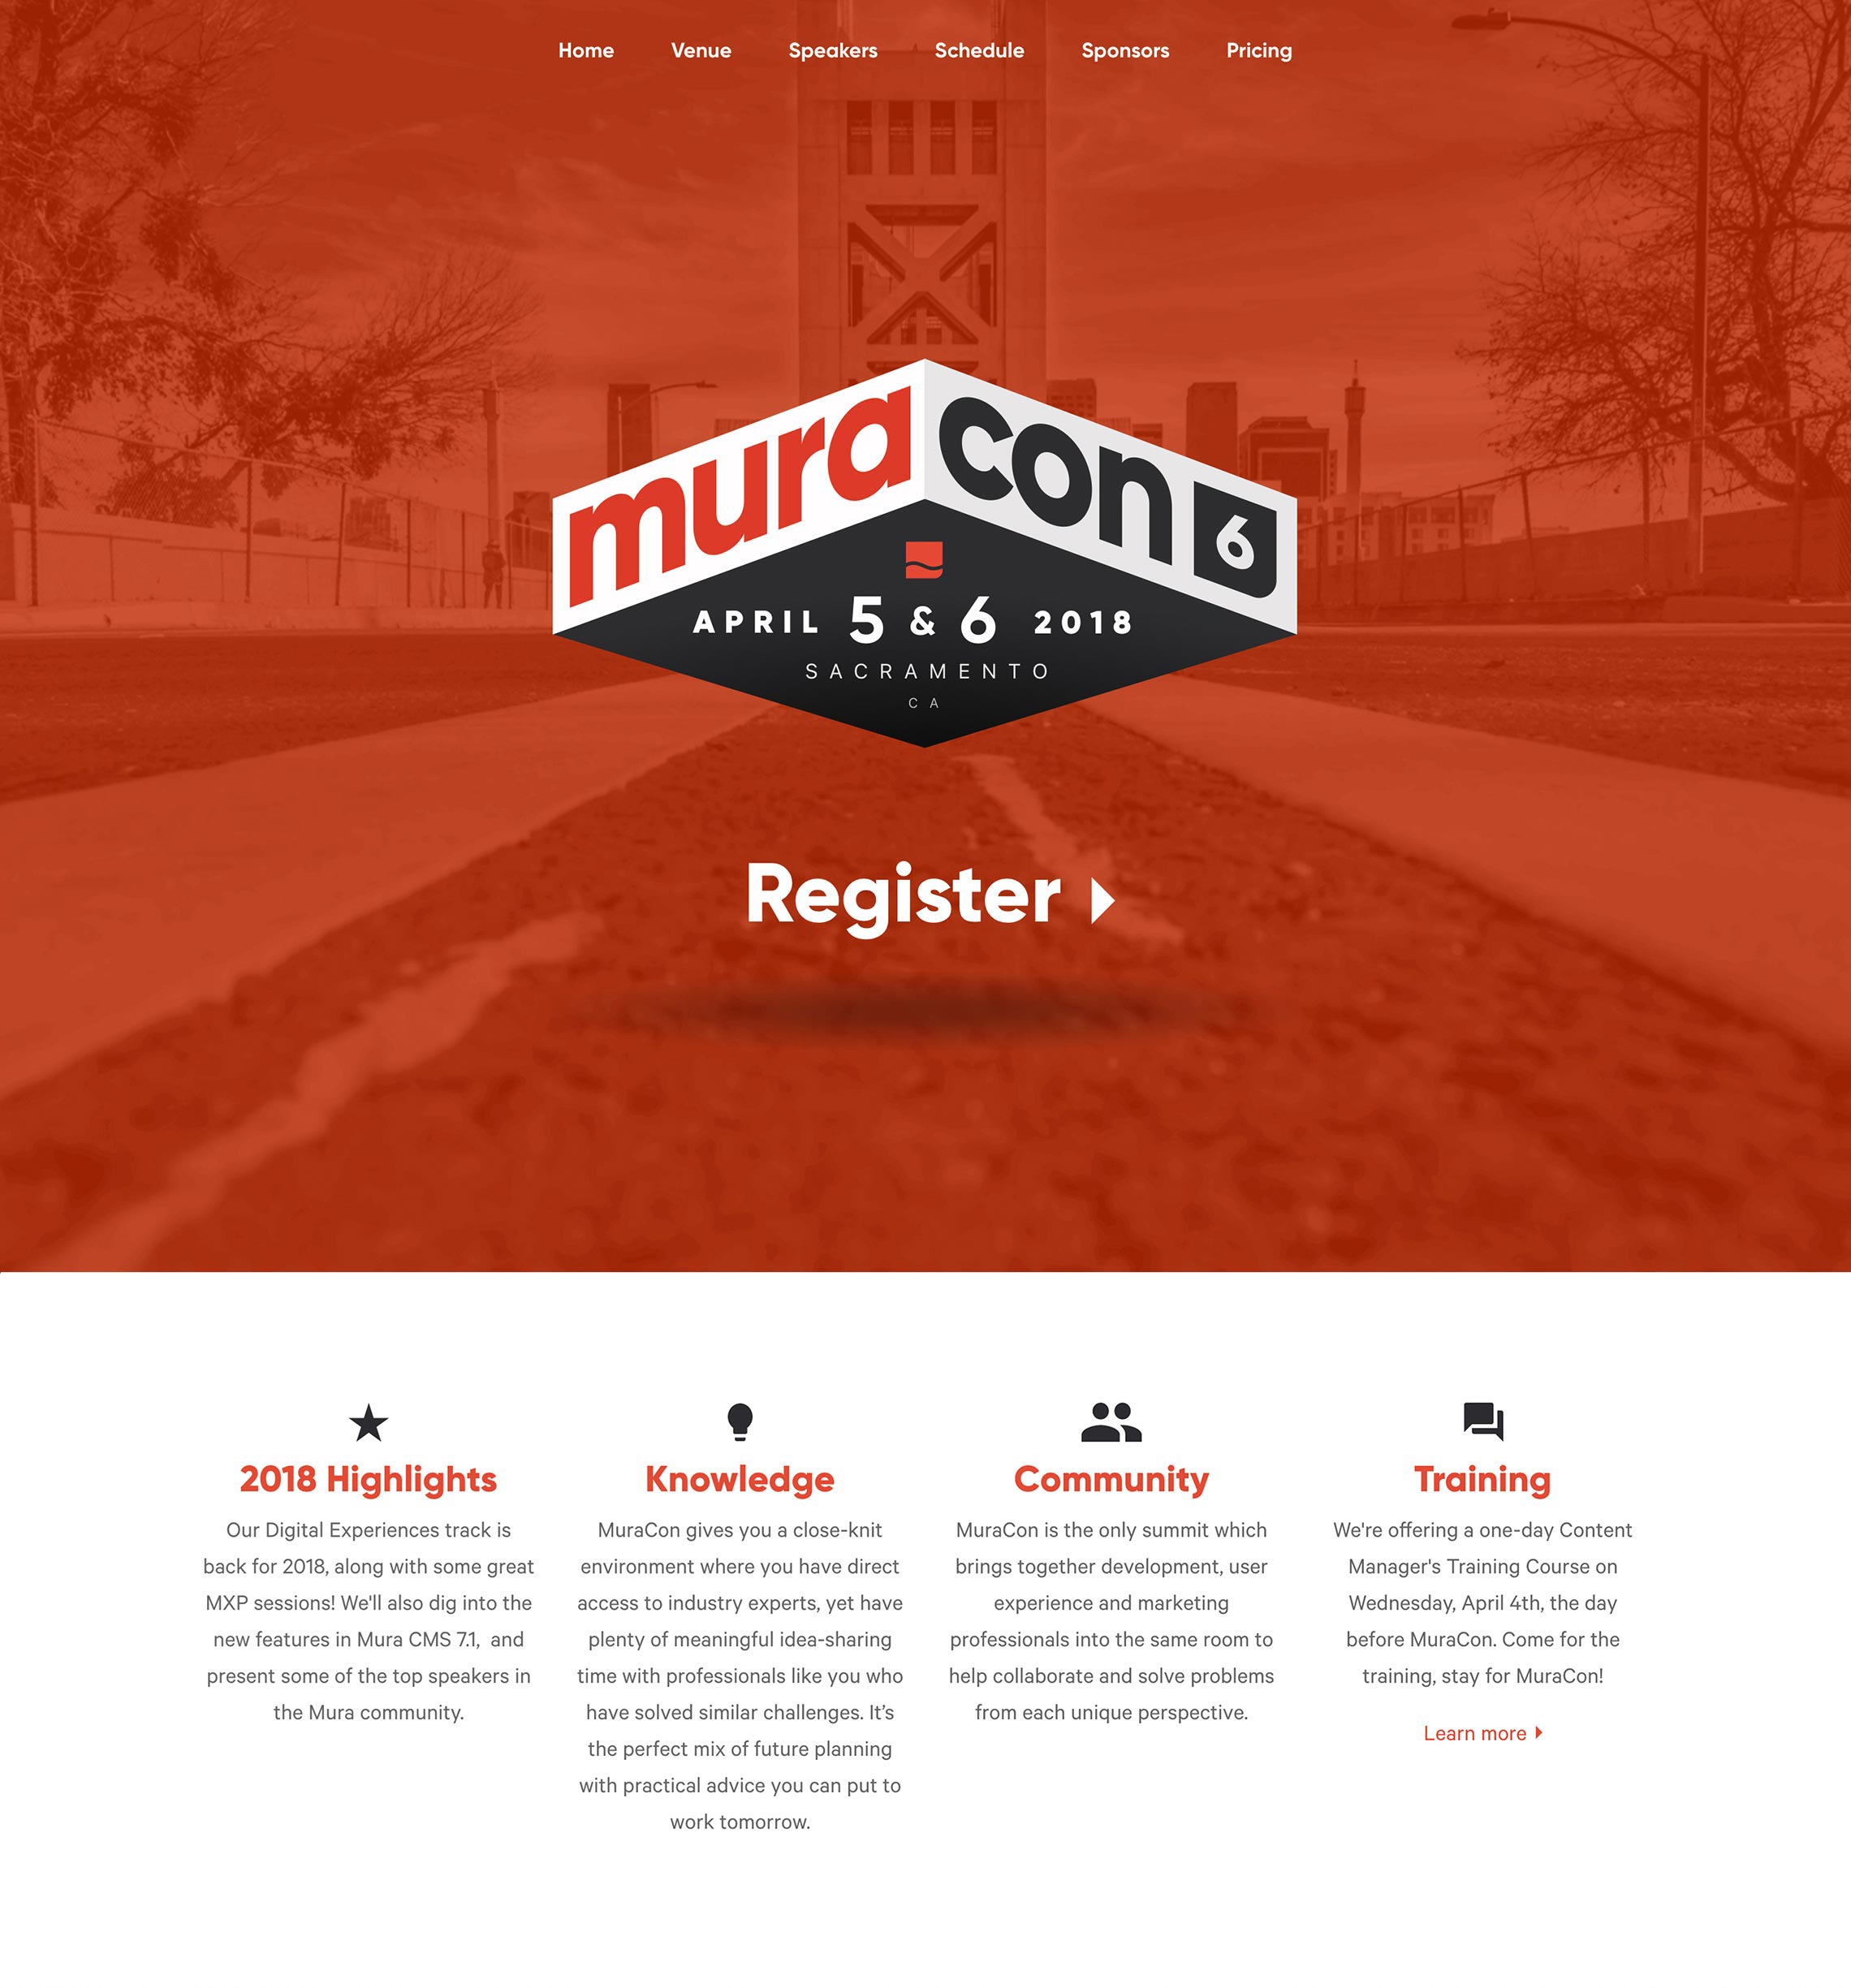 Home Venue Speakers Schedule Sponsors Pricing
mura con 6
APRIL 5 & 6 2018
SACRAMENTO
CA
Register
2018 Highlights
Our Digital Experiences track is
back for 2018, along with some great
MXP sessions! We'll also dig into the
new features in Mura CMS 7.1,  and
present some of the top speakers in
the Mura community.
Knowledge
MuraCon gives you a close-knit
environment where you have direct
access to industry experts, yet have
plenty of meaningful idea-sharing
time with professionals like you who
have solved similar challenges. It’s
the perfect mix of future planning
with practical advice you can put to
work tomorrow.
Community
MuraCon is the only summit which
brings together development, user
experience and marketing
professionals into the same room to
help collaborate and solve problems
from each unique perspective.
Training
We're offering a one-day Content
Manager's Training Course on
Wednesday, April 4th, the day
before MuraCon. Come for the
training, stay for MuraCon!
Learn more